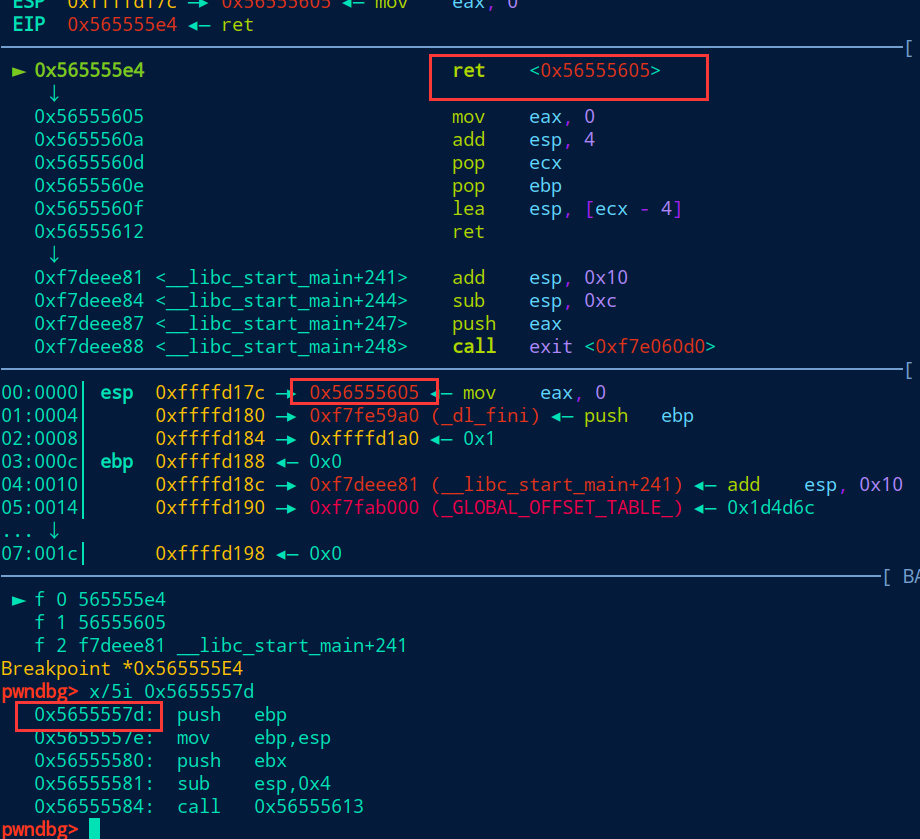 ESP 0xffffd17c —▸ 0x56555605 ◂— mov eax, 0
EIP 0x565555e4 ◂— ret
[
► 0x565555e4 ret <0x56555605>
↓
0x56555605 mov eax, 0
0x5655560a add esp, 4
0x5655560d pop ecx
0x5655560e pop ebp
0x5655560f lea esp, [ecx - 4]
0x56555612 ret
↓
0xf7deee81 <__libc_start_main+241> add esp, 0x10
0xf7deee84 <__libc_start_main+244> sub esp, 0xc
0xf7deee87 <__libc_start_main+247> push eax
0xf7deee88 <__libc_start_main+248> call exit <0xf7e060d0>
[
00:0000│ esp 0xffffd17c —▸ 0x56555605 ◂— mov eax, 0
01:0004│ 0xffffd180 —▸ 0xf7fe59a0 (_dl_fini) ◂— push ebp
02:0008│ 0xffffd184 —▸ 0xffffd1a0 ◂— 0x1
03:000c│ ebp 0xffffd188 ◂— 0x0
04:0010│ 0xffffd18c —▸ 0xf7deee81 (__libc_start_main+241) ◂— add esp, 0x10
05:0014│ 0xffffd190 —▸ 0xf7fab000 (_GLOBAL_OFFSET_TABLE_) ◂— 0x1d4d6c
... ↓
07:001c│ 0xffffd198 ◂— 0x0
[ BA
► f 0 565555e4
f 1 56555605
f 2 f7deee81 __libc_start_main+241
Breakpoint *0x565555E4
pwndbg> x/5i 0x5655557d
0x5655557d: push ebp
0x5655557e: mov ebp,esp
0x56555580: push ebx
0x56555581: sub esp,0x4
0x56555584: call 0x56555613
pwndbg>